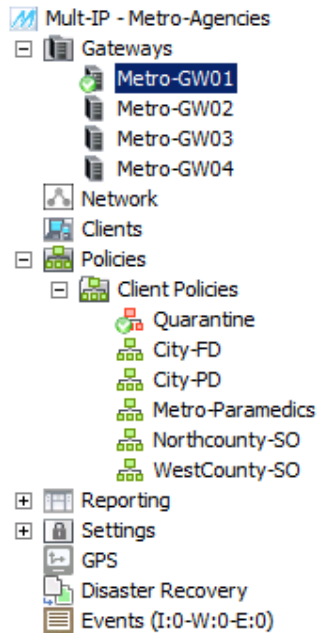 Mult-IP - Metro-Agencies
Gateways
Metro-GW01
Metro-GW02
Metro-GW03
Metro-GW04
Network
Clients
Policies
Client Policies
Quarantine
City-FD
City-PD
Metro-Paramedics
Northcounty-SO
WestCounty-SO
Reporting
Settings
GPS
Disaster Recovery
Events (I:0-W:0-E:0)